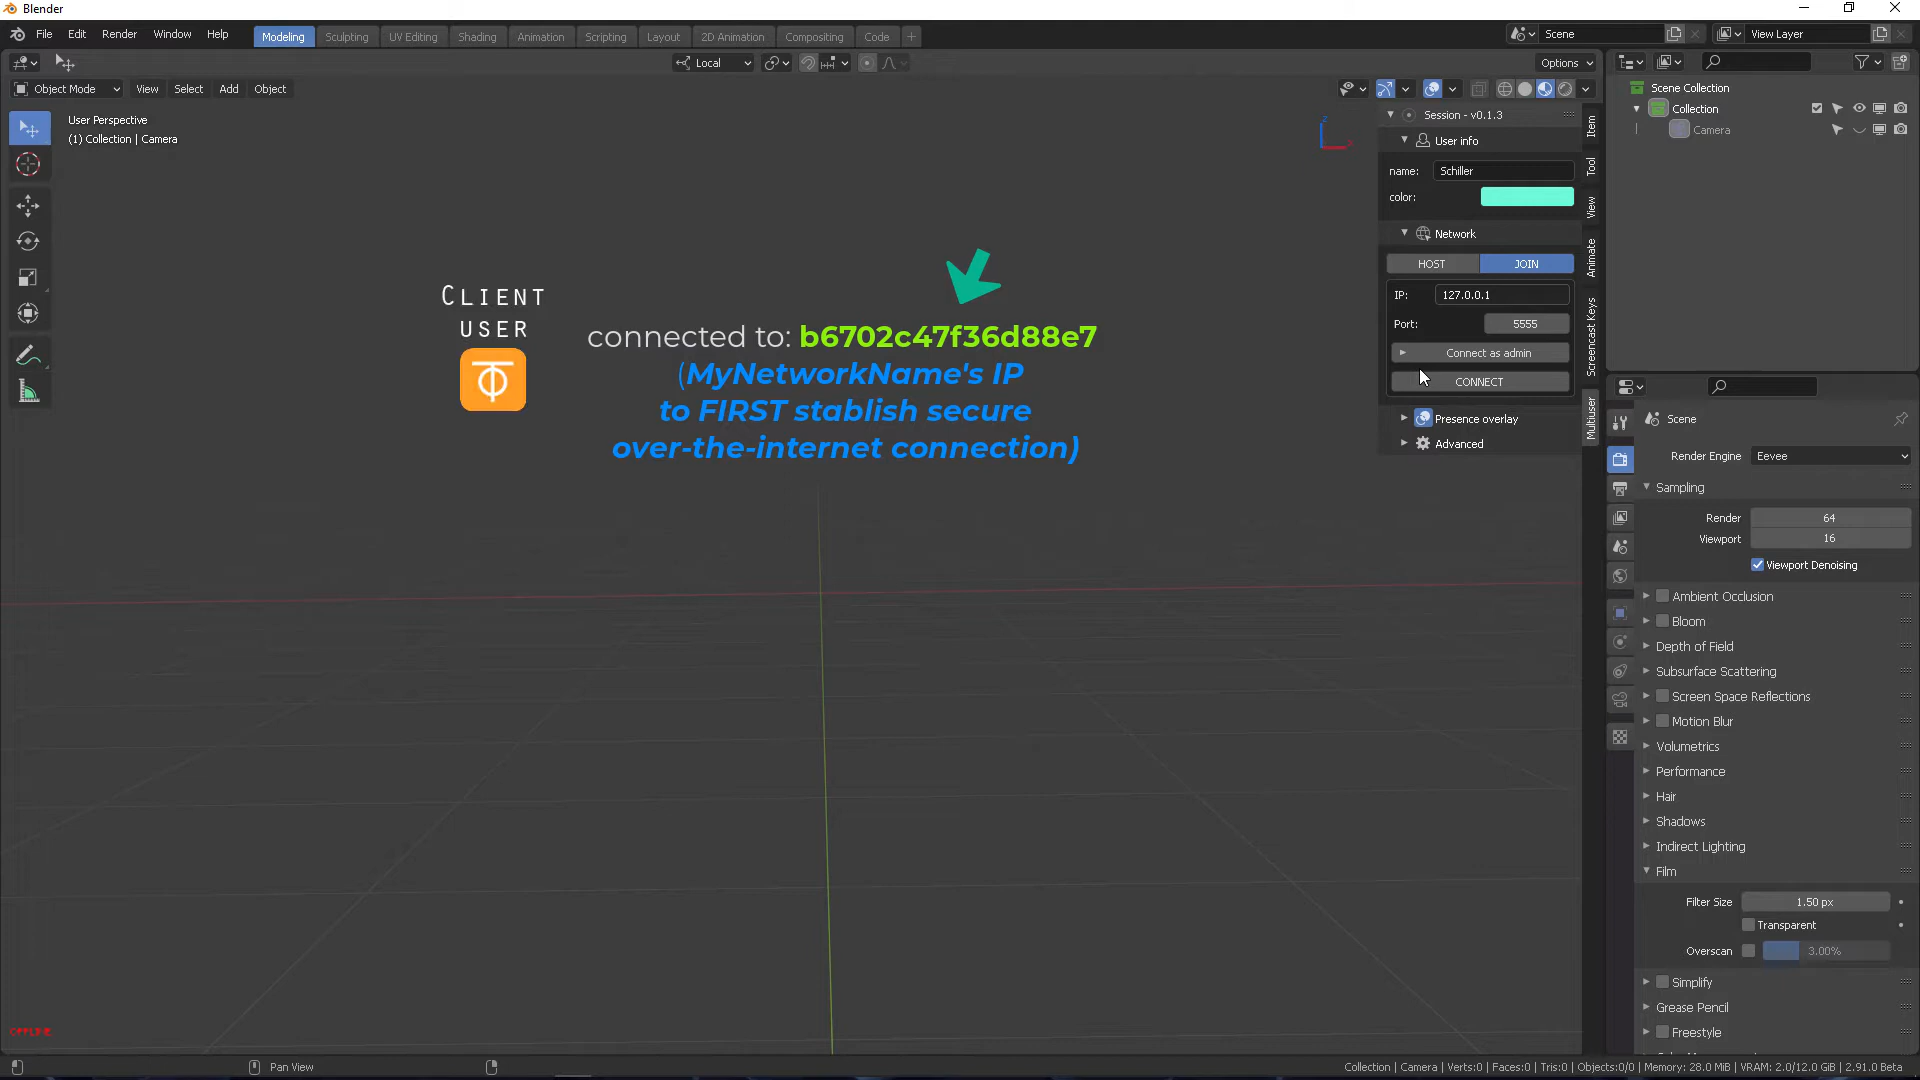 Blender
File Edit Render Window Help
Modeling Sculpting UV Editing Shading Animation Scripting Layout 2D Animation Compositing Code +
Scene
View Layer
Local
Options
Object Mode View Select Add Object
User Perspective
(1) Collection | Camera
z
x
CLIENT
USER
connected to: b6702c47f36d88e7
(MyNetworkName's IP
to FIRST stablish secure
over-the-internet connection)
Session - v0.1.3
User info
name: Schiller
color:
Network
HOST JOIN
IP: 127.0.0.1
Port: 5555
Connect as admin
CONNECT
Presence overlay
Advanced
Item
Tool
View
Animate
Screencast Keys
Multiuser
Scene Collection
Collection
Camera
Scene
Render Engine Eevee
Sampling
Render 64
Viewport 16
Viewport Denoising
Ambient Occlusion
Bloom
Depth of Field
Subsurface Scattering
Screen Space Reflections
Motion Blur
Volumetrics
Performance
Hair
Shadows
Indirect Lighting
Film
Filter Size 1.50 px
Transparent
Overscan 3.00%
Simplify
Grease Pencil
Freestyle
OFFLINE
Pan View
Collection | Camera | Verts:0 | Faces:0 | Tris:0 | Objects:0/0 | Memory: 28.0 MiB | VRAM: 2.0/12.0 GiB | 2.91.0 Beta